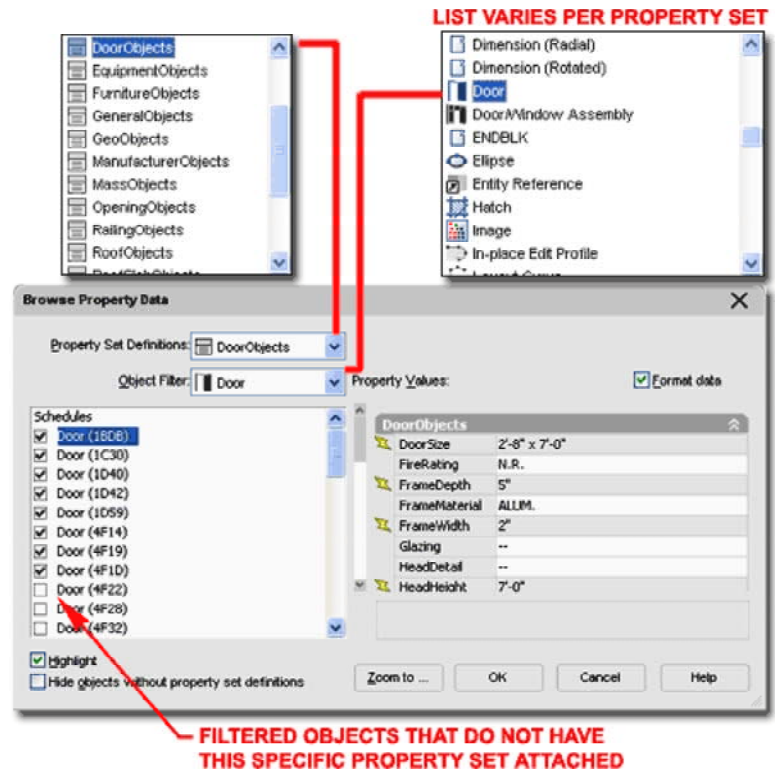 LIST VARIES PER PROPERTY SET
DoorObjects
EquipmentObjects
FurnitureObjects
GeneralObjects
GeoObjects
ManufacturerObjects
MassObjects
OpeningObjects
RailingObjects
RoofObjects
RoofSlabObjects
Dimension (Radial)
Dimension (Rotated)
Door
Door/Window Assembly
ENDBLK
Ellipse
Entity Reference
Hatch
Image
In-place Edit Profile
Layout Curve
Browse Property Data
Property Set Definitions: DoorObjects
Object Filter: Door
Property Values:
Format data
Schedules
Door (1BDB)
Door (1C30)
Door (1D40)
Door (1D42)
Door (1D59)
Door (4F14)
Door (4F19)
Door (4F1D)
Door (4F22)
Door (4F28)
Door (4F32)
DoorObjects
DoorSize 2'-8" x 7'-0"
FireRating N.R.
FrameDepth 5"
FrameMaterial ALUM.
FrameWidth 2"
Glazing --
HeadDetail --
HeadHeight 7'-0"
Highlight
Hide objects without property set definitions
Zoom to ... OK Cancel Help
FILTERED OBJECTS THAT DO NOT HAVE
THIS SPECIFIC PROPERTY SET ATTACHED